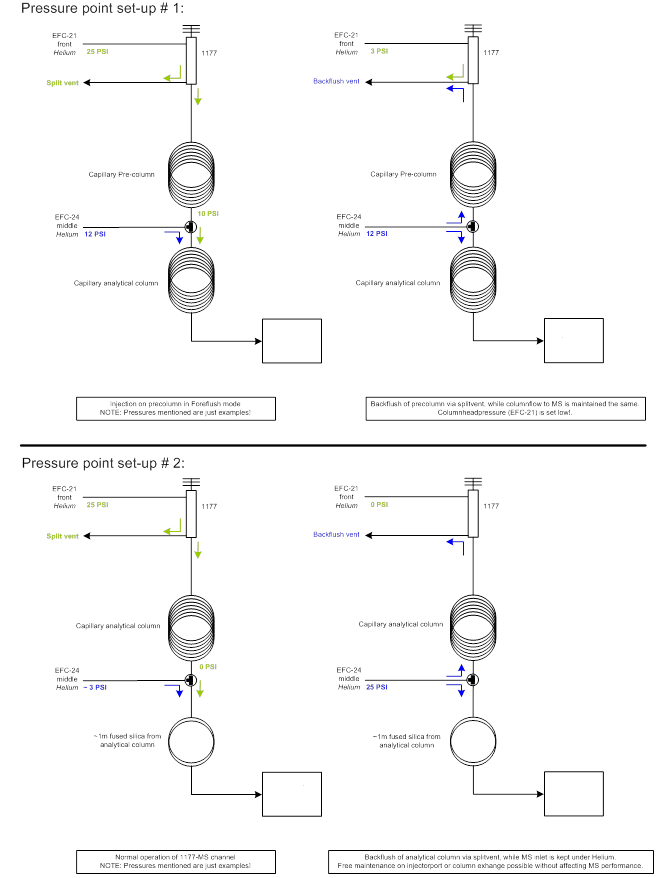 Pressure point set-up # 1:
EFC-21
front
Helium 25 PSI
1177
Split vent
Capillary Pre-column
10 PSI
EFC-24
middle
Helium 12 PSI
Capillary analytical column
Injection on precolumn in Foreflush mode
NOTE: Pressures mentioned are just examples!
EFC-21
front
Helium 3 PSI
1177
Backflush vent
Capillary Pre-column
EFC-24
middle
Helium 12 PSI
Capillary analytical column
Backflush of precolumn via splitvent, while columnflow to MS is maintained the same.
Columnheadpressure (EFC-21) is set low!.
Pressure point set-up # 2:
EFC-21
front
Helium 25 PSI
1177
Split vent
Capillary analytical column
0 PSI
EFC-24
middle
Helium ~ 3 PSI
~1m fused silica from
analytical column
Normal operation of 1177-MS channel
NOTE: Pressures mentioned are just examples!
EFC-21
front
Helium 0 PSI
1177
Backflush vent
Capillary analytical column
EFC-24
middle
Helium 25 PSI
~1m fused silica from
analytical column
Backflush of analytical column via splitvent, while MS inlet is kept under Helium.
Free maintenance on injectorport or column exhange possible without affecting MS performance.